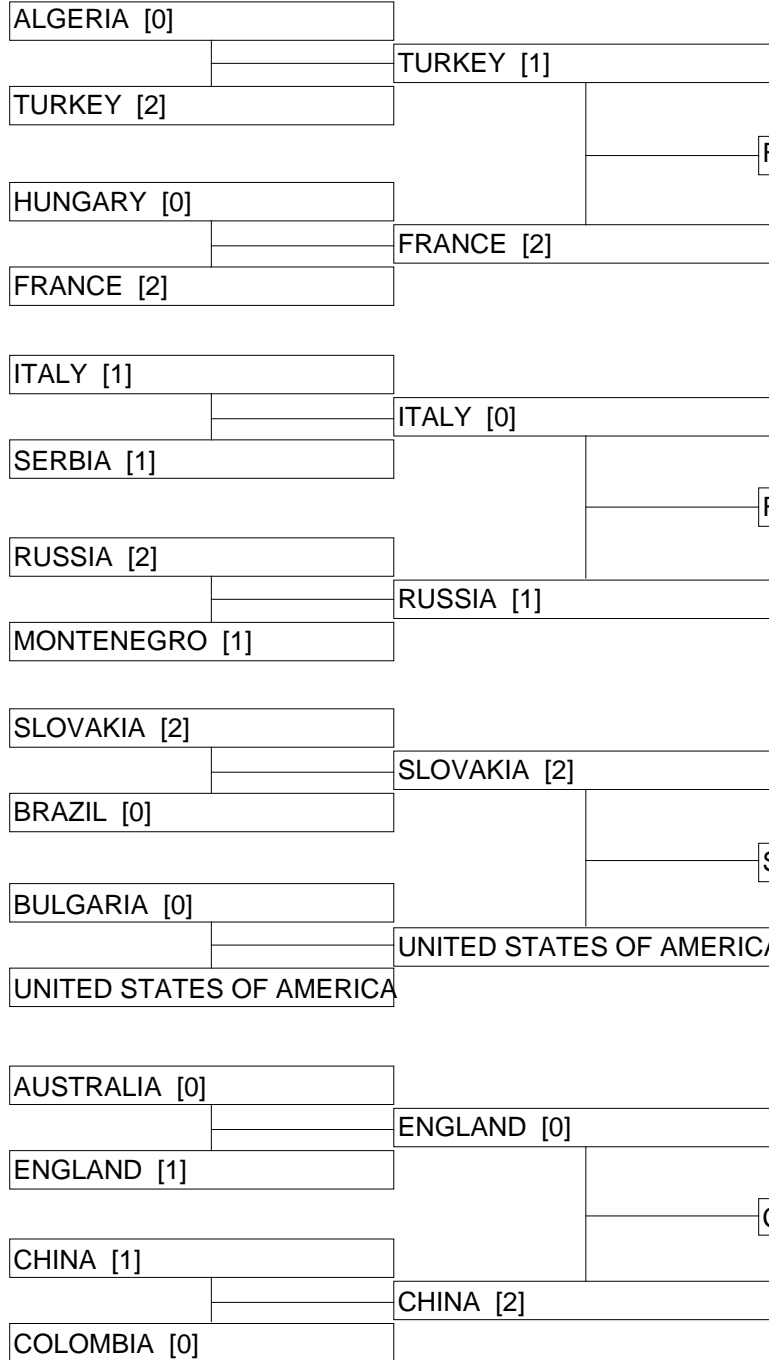 ALGERIA [0]
TURKEY [1]
TURKEY [2]
HUNGARY [0]
FRANCE [2]
FRANCE [2]
ITALY [1]
ITALY [0]
SERBIA [1]
RUSSIA [2]
RUSSIA [1]
MONTENEGRO [1]
SLOVAKIA [2]
SLOVAKIA [2]
BRAZIL [0]
BULGARIA [0]
UNITED STATES OF AMERICA
UNITED STATES OF AMERICA
AUSTRALIA [0]
ENGLAND [0]
ENGLAND [1]
CHINA [1]
CHINA [2]
COLOMBIA [0]